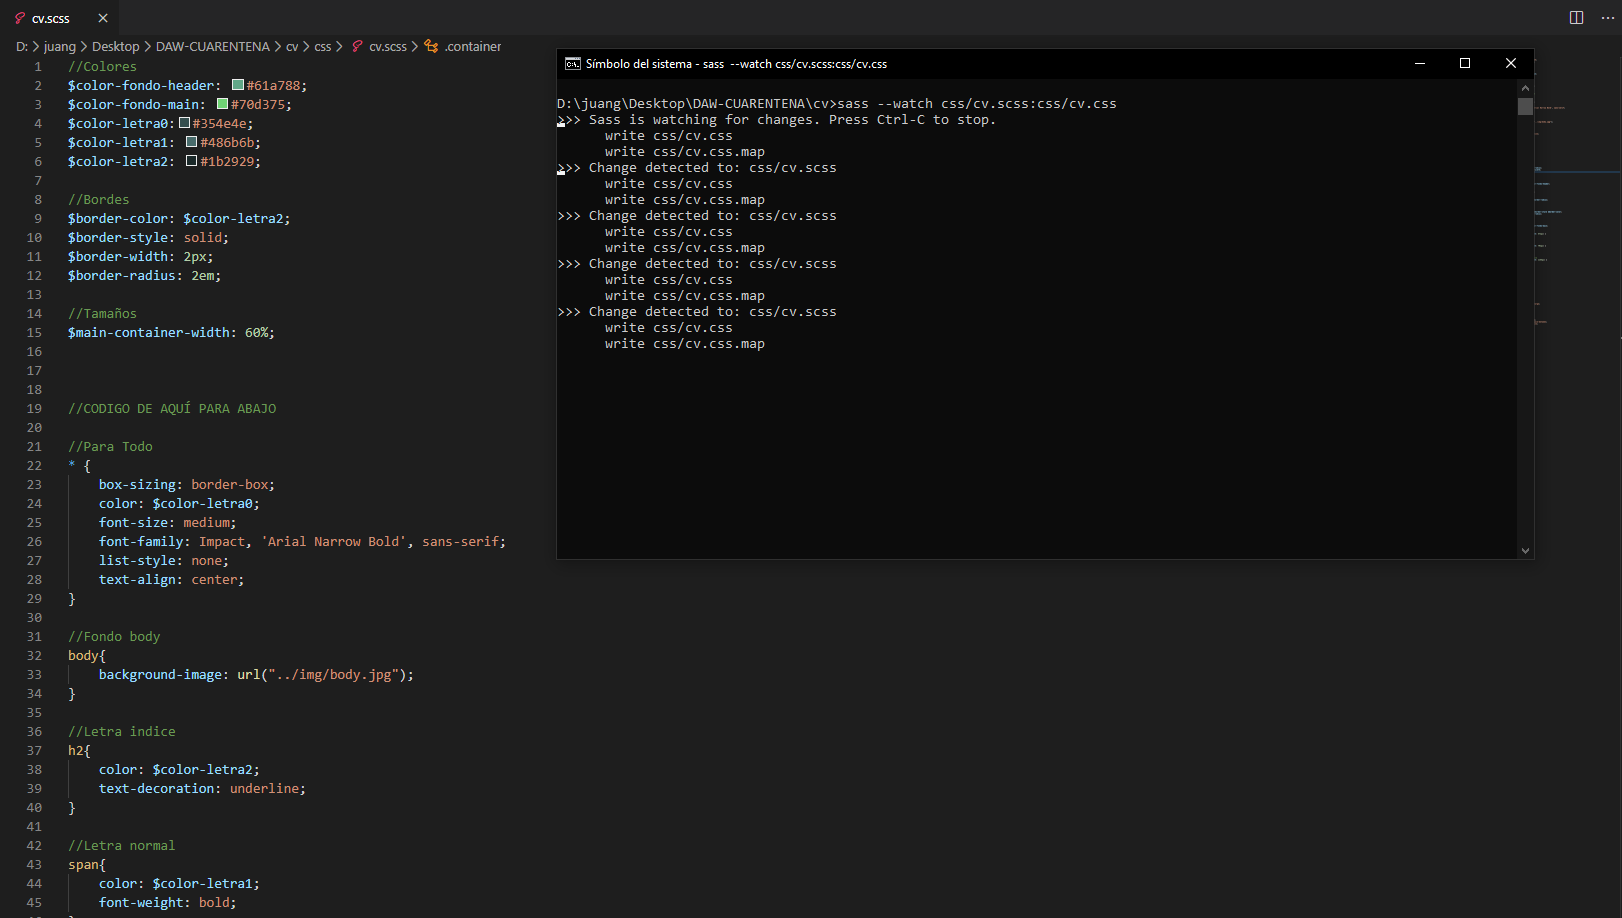 cv.scss
D: > juang > Desktop > DAW-CUARENTENA > cv > css > cv.scss > .container
1 //Colores
2 $color-fondo-header: #61a788;
3 $color-fondo-main: #70d375;
4 $color-letra0: #354e4e;
5 $color-letra1: #486b6b;
6 $color-letra2: #1b2929;
7
8 //Bordes
9 $border-color: $color-letra2;
10 $border-style: solid;
11 $border-width: 2px;
12 $border-radius: 2em;
13
14 //Tamaños
15 $main-container-width: 60%;
16
17
18
19 //CODIGO DE AQUÍ PARA ABAJO
20
21 //Para Todo
22 * {
23 box-sizing: border-box;
24 color: $color-letra0;
25 font-size: medium;
26 font-family: Impact, 'Arial Narrow Bold', sans-serif;
27 list-style: none;
28 text-align: center;
29 }
30
31 //Fondo body
32 body{
33 background-image: url("../img/body.jpg");
34 }
35
36 //Letra indice
37 h2{
38 color: $color-letra2;
39 text-decoration: underline;
40 }
41
42 //Letra normal
43 span{
44 color: $color-letra1;
45 font-weight: bold;
Símbolo del sistema - sass --watch css/cv.scss:css/cv.css
D:\juang\Desktop\DAW-CUARENTENA\cv>sass --watch css/cv.scss:css/cv.css
>>> Sass is watching for changes. Press Ctrl-C to stop.
write css/cv.css
write css/cv.css.map
>>> Change detected to: css/cv.scss
write css/cv.css
write css/cv.css.map
>>> Change detected to: css/cv.scss
write css/cv.css
write css/cv.css.map
>>> Change detected to: css/cv.scss
write css/cv.css
write css/cv.css.map
>>> Change detected to: css/cv.scss
write css/cv.css
write css/cv.css.map